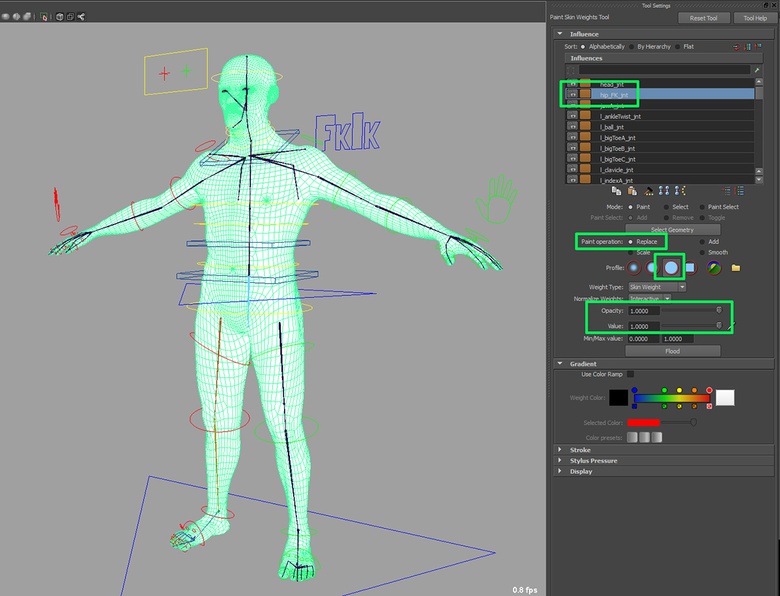 Tool Settings
Paint Skin Weights Tool
Reset Tool
Tool Help
Influence
Sort: Alphabetically By Hierarchy Flat
Influences
head_jnt
hip_FK_jnt
l_ankleTwist_jnt
l_ball_jnt
l_bigToeA_jnt
l_bigToeB_jnt
l_bigToeC_jnt
l_clavicle_jnt
l_indexA_jnt
FkIk
Mode: Paint Select Paint Select
Paint Select: Add Remove Toggle
Select Geometry
Paint operation: Replace Add
Scale Smooth
Profile:
Weight Type: Skin Weight
Normalize Weights: Interactive
Opacity: 1.0000
Value: 1.0000
Min/Max value: 0.0000 1.0000
Flood
Gradient
Use Color Ramp
Weight Color:
Selected Color:
Color presets:
Stroke
Stylus Pressure
Display
0.8 fps